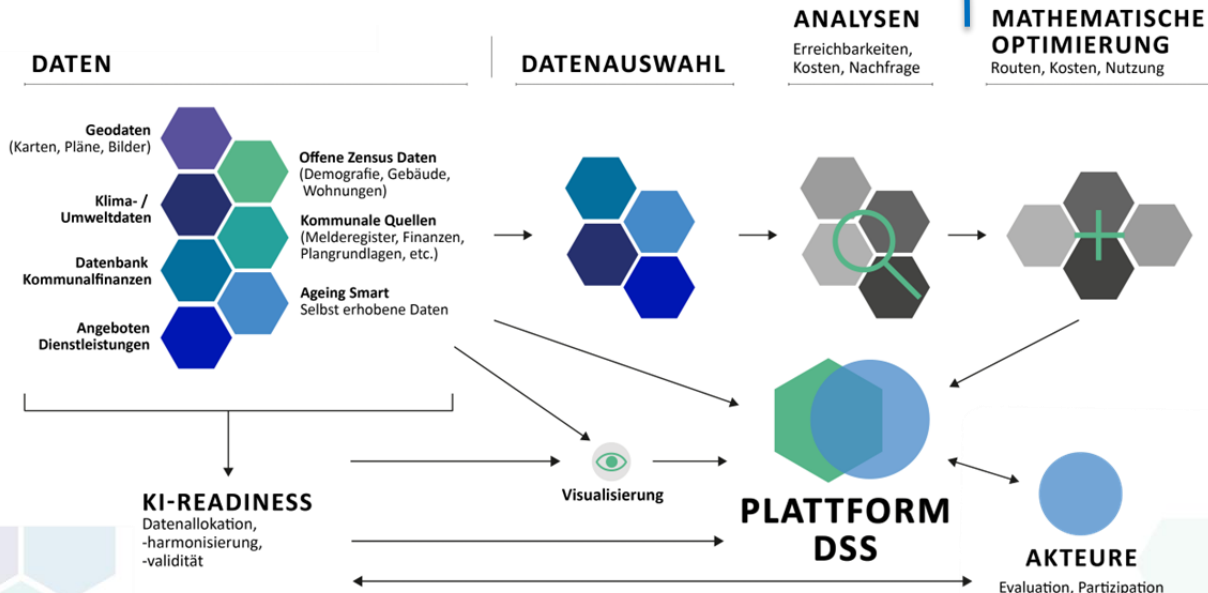 DATEN
Geodaten
(Karten, Pläne, Bilder)
Klima- /
Umweltdaten
Datenbank
Kommunalfinanzen
Angeboten
Dienstleistungen
Offene Zensus Daten
(Demografie, Gebäude,
Wohnungen)
Kommunale Quellen
(Melderegister, Finanzen,
Plangrundlagen, etc.)
Ageing Smart
Selbst erhobene Daten
DATENAUSWAHL
ANALYSEN
Erreichbarkeiten,
Kosten, Nachfrage
MATHEMATISCHE
OPTIMIERUNG
Routen, Kosten, Nutzung
KI-READINESS
Datenallokation,
-harmonisierung,
-validität
Visualisierung
PLATTFORM
DSS
AKTEURE
Evaluation, Partizipation